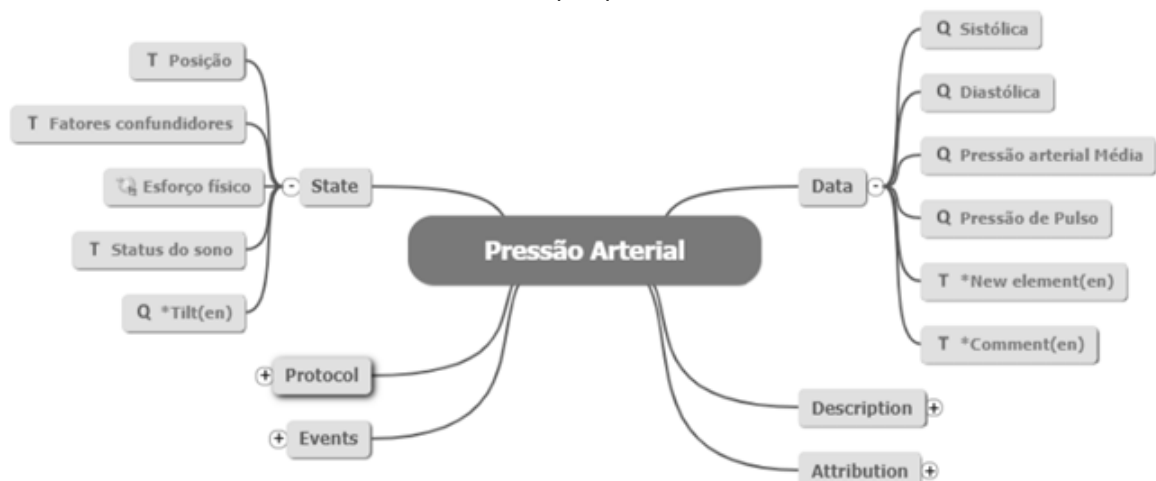 T Posição
T Fatores confundidores
Esforço físico
T Status do sono
Q *Tilt(en)
- State
+ Protocol
+ Events
Pressão Arterial
Data -
Q Sistólica
Q Diastólica
Q Pressão arterial Média
Q Pressão de Pulso
T *New element(en)
T *Comment(en)
Description +
Attribution +